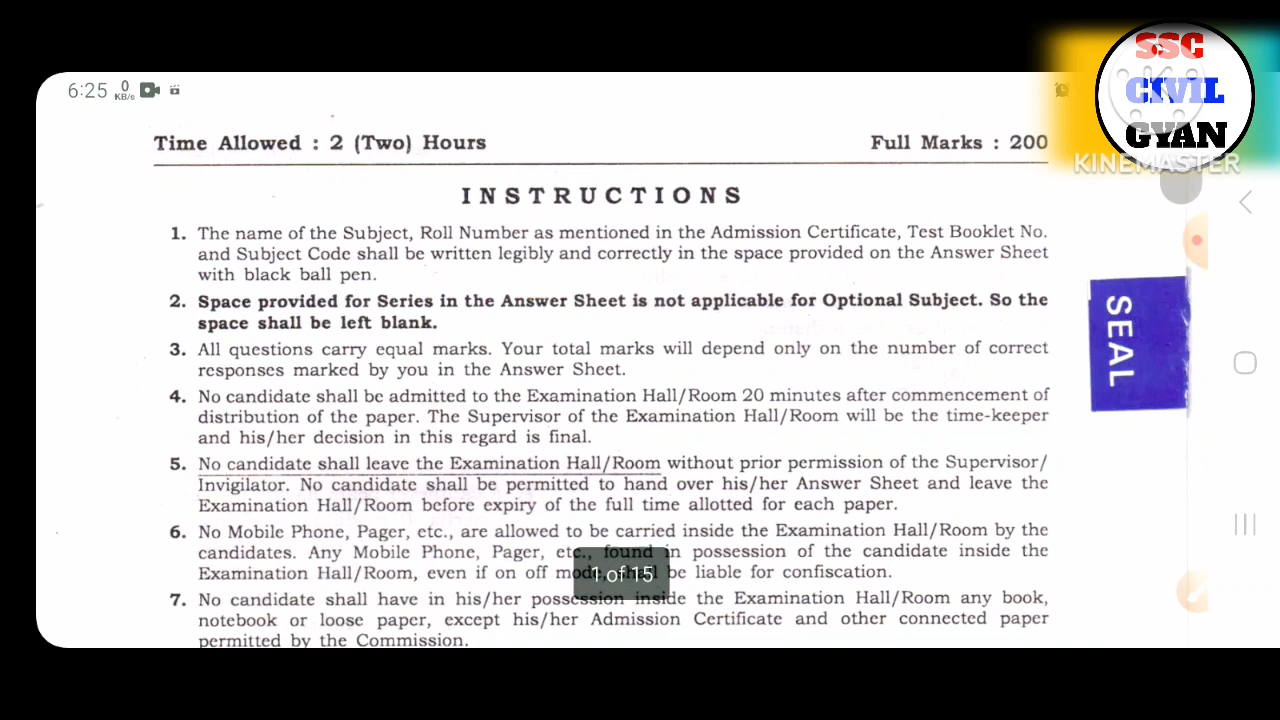 SSC
CIVIL
GYAN
KINEMASTER
6:25 0 KB/s
Time Allowed : 2 (Two) Hours Full Marks : 200
INSTRUCTIONS
1. The name of the Subject, Roll Number as mentioned in the Admission Certificate, Test Booklet No.
and Subject Code shall be written legibly and correctly in the space provided on the Answer Sheet
with black ball pen.
2. Space provided for Series in the Answer Sheet is not applicable for Optional Subject. So the
space shall be left blank.
3. All questions carry equal marks. Your total marks will depend only on the number of correct
responses marked by you in the Answer Sheet.
4. No candidate shall be admitted to the Examination Hall/Room 20 minutes after commencement of
distribution of the paper. The Supervisor of the Examination Hall/Room will be the time-keeper
and his/her decision in this regard is final.
5. No candidate shall leave the Examination Hall/Room without prior permission of the Supervisor/
Invigilator. No candidate shall be permitted to hand over his/her Answer Sheet and leave the
Examination Hall/Room before expiry of the full time allotted for each paper.
6. No Mobile Phone, Pager, etc., are allowed to be carried inside the Examination Hall/Room by the
candidates. Any Mobile Phone, Pager, etc., found in possession of the candidate inside the
Examination Hall/Room, even if on off mode, shall be liable for confiscation.
1 of 15
7. No candidate shall have in his/her possession inside the Examination Hall/Room any book,
notebook or loose paper, except his/her Admission Certificate and other connected paper
permitted by the Commission.
SEAL